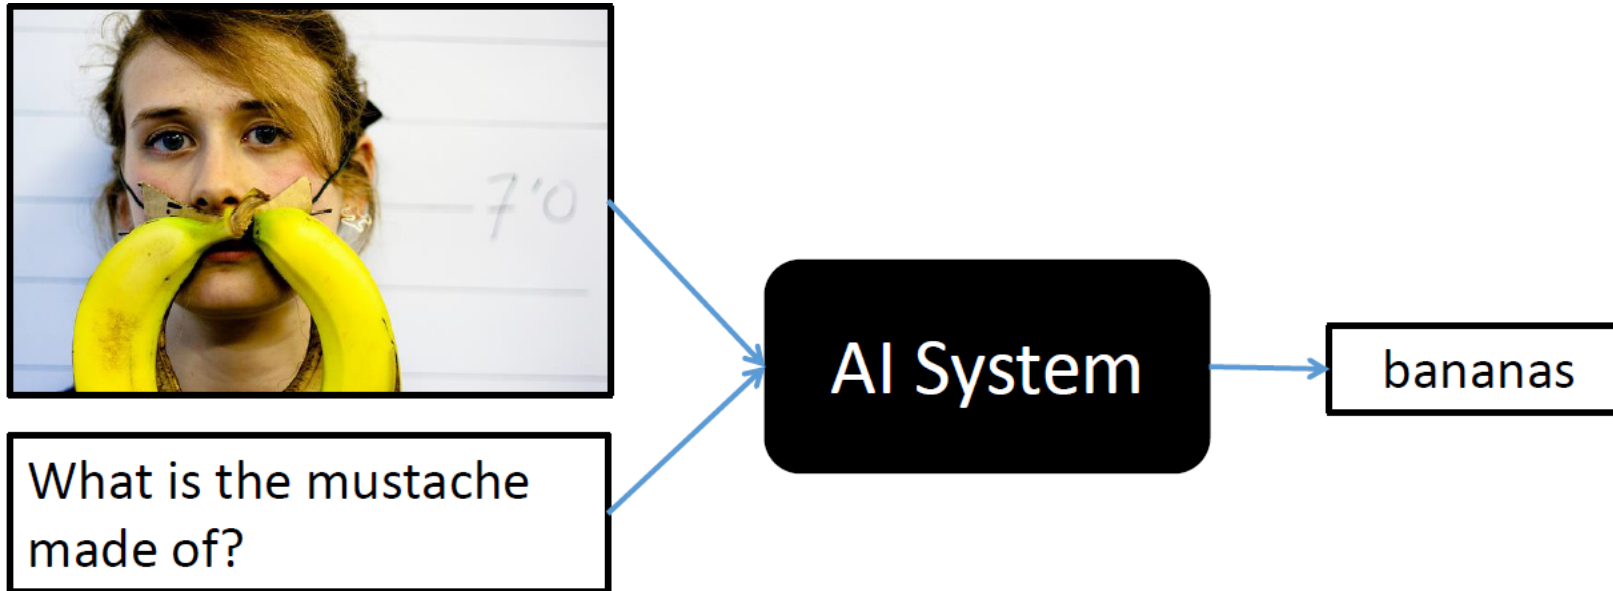 7'0
What is the mustache
made of?
AI System
bananas